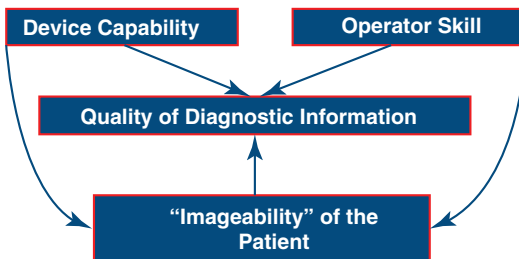 Device Capability
Operator Skill
Quality of Diagnostic Information
“Imageability” of the
Patient